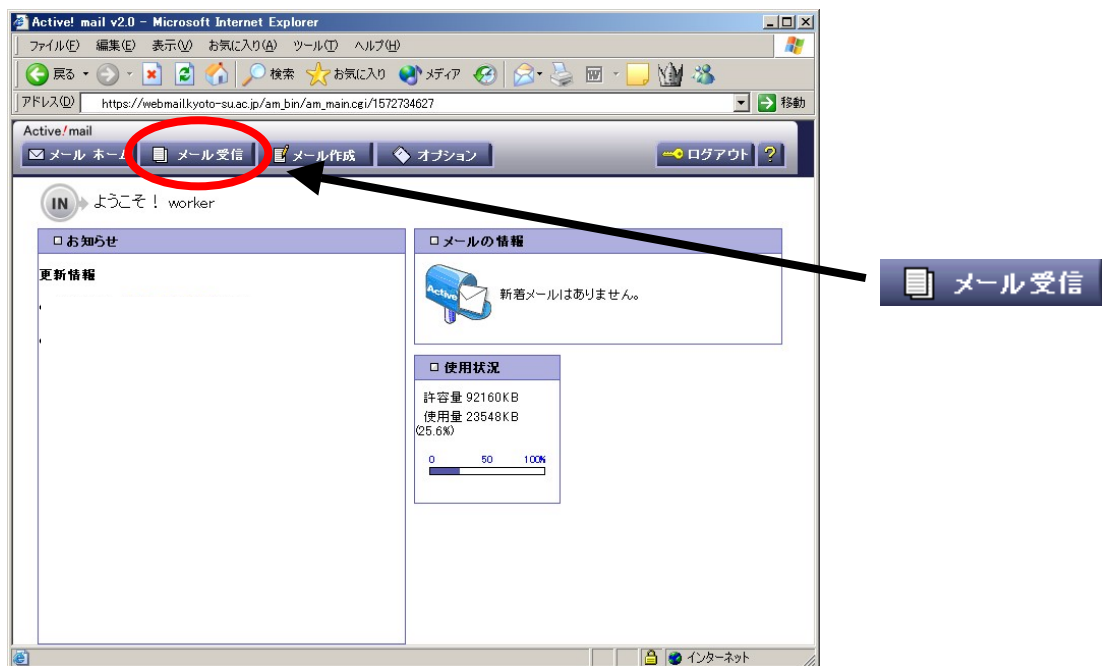 Active! mail v2.0 - Microsoft Internet Explorer
ファイル(F) 編集(E) 表示(V) お気に入り(A) ツール(T) ヘルプ(H)
戻る 検索 お気に入り メディア
アドレス(D) https://webmail.kyoto-su.ac.jp/am_bin/am_main.cgi/1572734627 移動
Active!mail
メール ホーム メール受信 メール作成 オプション ログアウト ?
IN ようこそ! worker
お知らせ
メールの情報
更新情報
Active 新着メールはありません。
メール受信
使用状況
許容量 92160KB
使用量 23548KB
(25.6%)
0 50 100%
インターネット